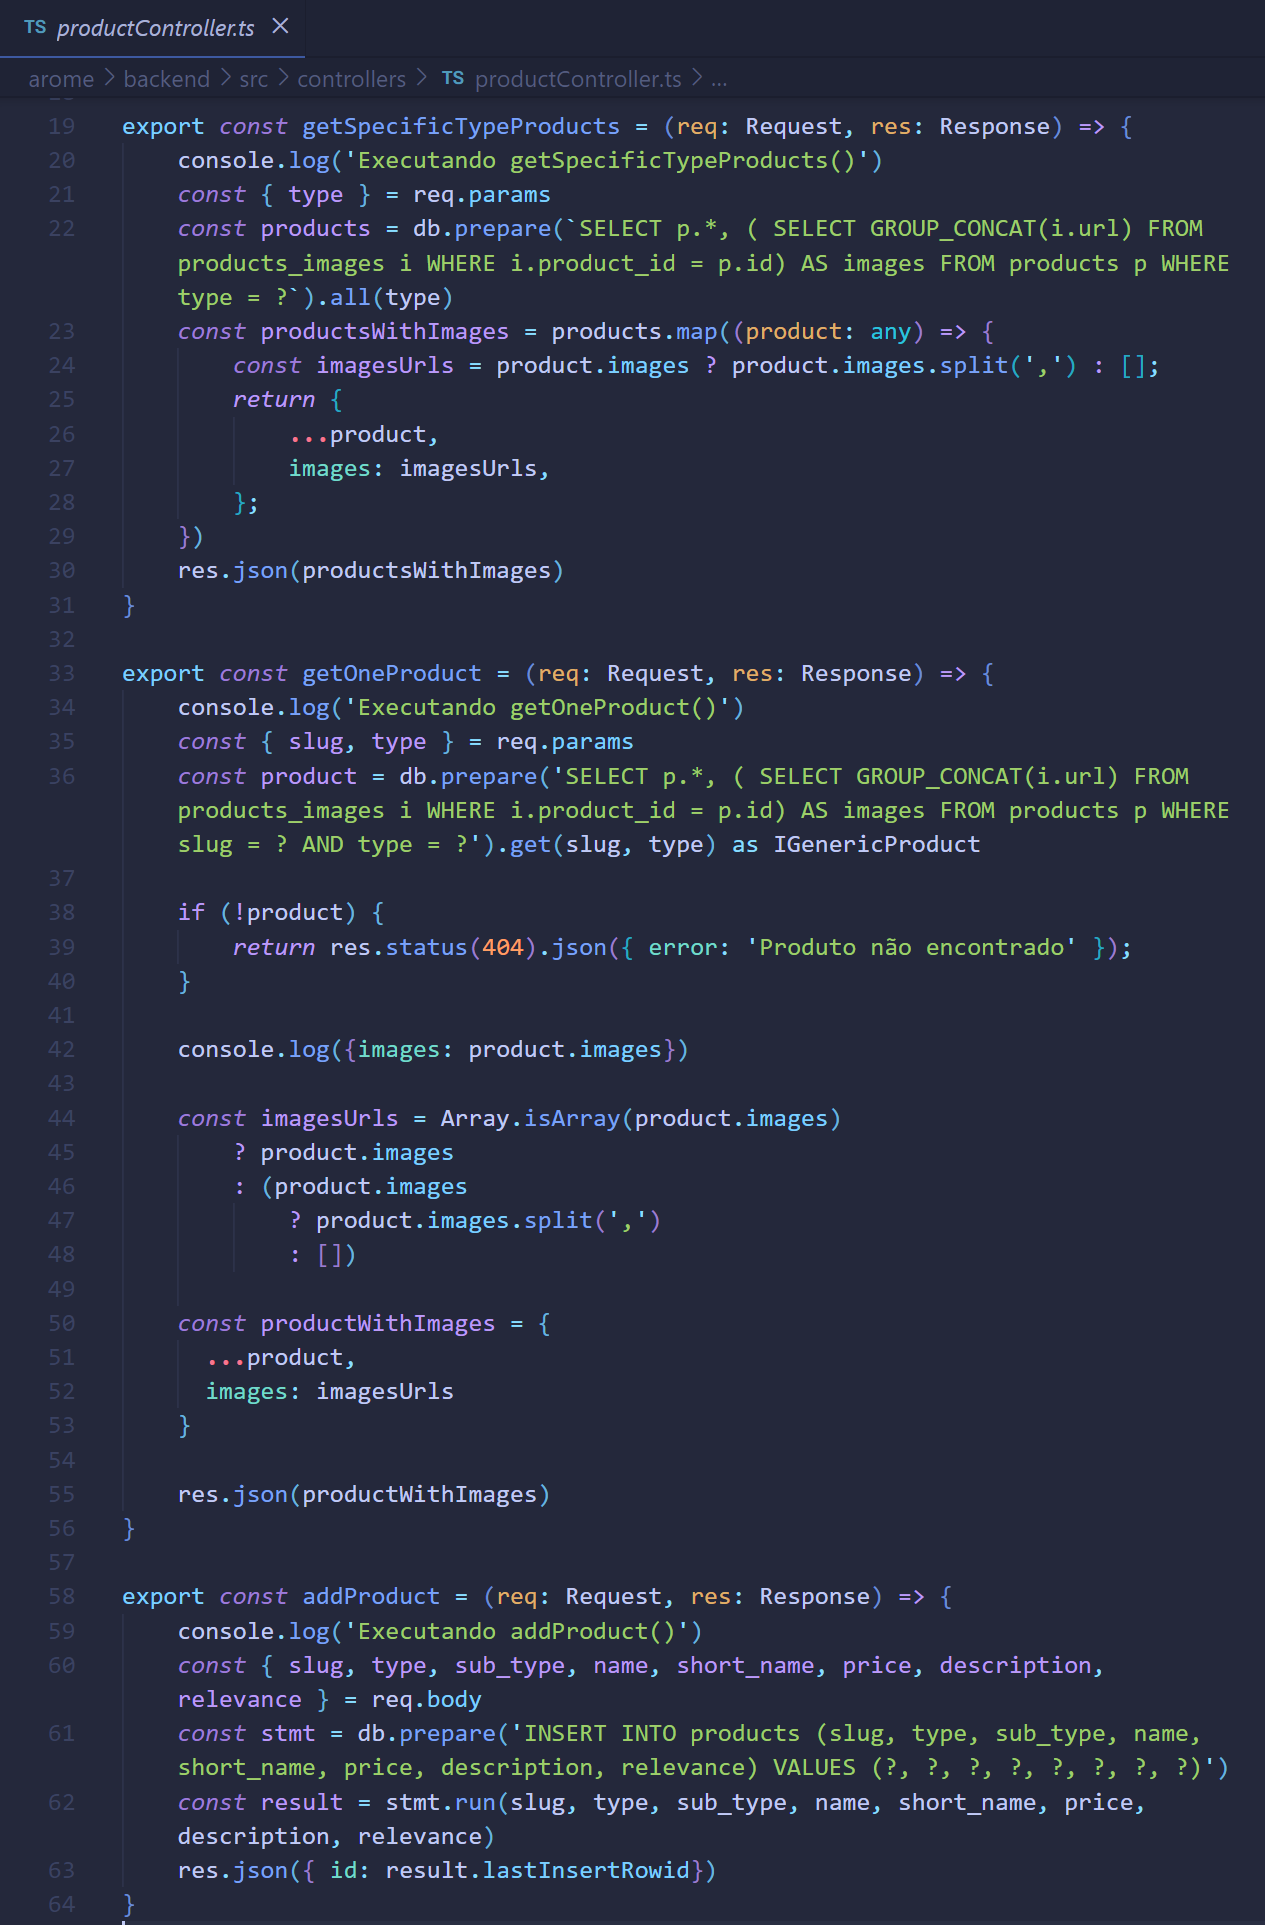 TS productController.ts ×
arome > backend > src > controllers > TS productController.ts > ...
19 export const getSpecificTypeProducts = (req: Request, res: Response) => {
20     console.log('Executando getSpecificTypeProducts()')
21     const { type } = req.params
22     const products = db.prepare(`SELECT p.*, ( SELECT GROUP_CONCAT(i.url) FROM
    products_images i WHERE i.product_id = p.id) AS images FROM products p WHERE
    type = ?`).all(type)
23     const productsWithImages = products.map((product: any) => {
24         const imagesUrls = product.images ? product.images.split(',') : [];
25         return {
26             ...product,
27             images: imagesUrls,
28         };
29     })
30     res.json(productsWithImages)
31 }
32
33 export const getOneProduct = (req: Request, res: Response) => {
34     console.log('Executando getOneProduct()')
35     const { slug, type } = req.params
36     const product = db.prepare('SELECT p.*, ( SELECT GROUP_CONCAT(i.url) FROM
    products_images i WHERE i.product_id = p.id) AS images FROM products p WHERE
    slug = ? AND type = ?').get(slug, type) as IGenericProduct
37
38     if (!product) {
39         return res.status(404).json({ error: 'Produto não encontrado' });
40     }
41
42     console.log({images: product.images})
43
44     const imagesUrls = Array.isArray(product.images)
45         ? product.images
46         : (product.images
47             ? product.images.split(',')
48             : [])
49
50     const productWithImages = {
51       ...product,
52       images: imagesUrls
53     }
54
55     res.json(productWithImages)
56 }
57
58 export const addProduct = (req: Request, res: Response) => {
59     console.log('Executando addProduct()')
60     const { slug, type, sub_type, name, short_name, price, description,
    relevance } = req.body
61     const stmt = db.prepare('INSERT INTO products (slug, type, sub_type, name,
    short_name, price, description, relevance) VALUES (?, ?, ?, ?, ?, ?, ?, ?)')
62     const result = stmt.run(slug, type, sub_type, name, short_name, price,
    description, relevance)
63     res.json({ id: result.lastInsertRowid})
64 }